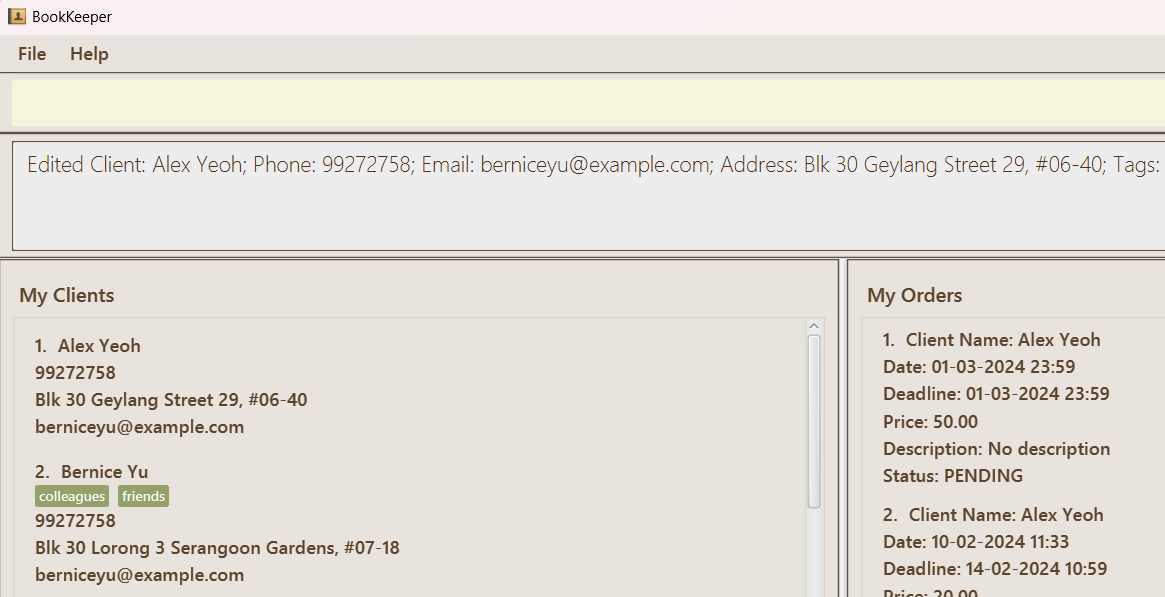 BookKeeper
File Help
Edited Client: Alex Yeoh; Phone: 99272758; Email: berniceyu@example.com; Address: Blk 30 Geylang Street 29, #06-40; Tags:
My Clients
1. Alex Yeoh
99272758
Blk 30 Geylang Street 29, #06-40
berniceyu@example.com
2. Bernice Yu
colleagues friends
99272758
Blk 30 Lorong 3 Serangoon Gardens, #07-18
berniceyu@example.com
My Orders
1. Client Name: Alex Yeoh
Date: 01-03-2024 23:59
Deadline: 01-03-2024 23:59
Price: 50.00
Description: No description
Status: PENDING
2. Client Name: Alex Yeoh
Date: 10-02-2024 11:33
Deadline: 14-02-2024 10:59
Price: 20.00